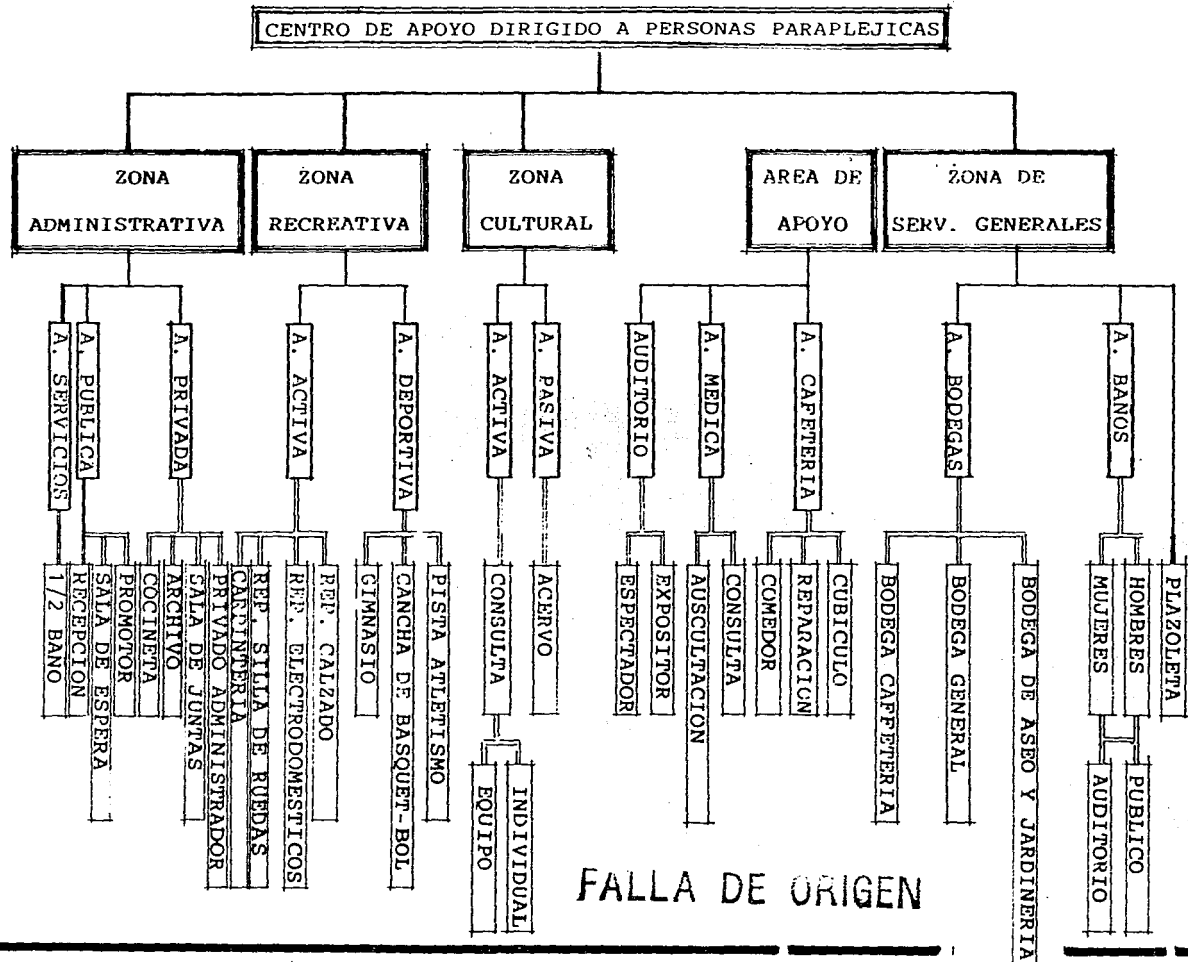 CENTRO DE APOYO DIRIGIDO A PERSONAS PARAPLEJICAS
ZONA
ADMINISTRATIVA
ZONA
RECREATIVA
ZONA
CULTURAL
AREA DE
APOYO
ZONA DE
SERV. GENERALES
A. SERVICIOS
A. PUBLICA
A. PRIVADA
A. ACTIVA
A. DEPORTIVA
A. ACTIVA
A. PASIVA
AUDITORIO
A. MEDICA
A. CAFETERIA
A. BODEGAS
A. BANOS
1/2 BANO
RECEPCION
SALA DE ESPERA
PROMOTOR
COCINETA
ARCHIVO
SALA DE JUNTAS
PRIVADO ADMINISTRADOR
CARPINTERIA
REP. SILLA DE RUEDAS
REP. ELECTRODOMESTICOS
REP. CALZADO
GIMNASIO
CANCHA DE BASQUET-BOL
PISTA ATLETISMO
CONSULTA
ACERVO
ESPECTADOR
EXPOSITOR
AUSCULTACION
CONSULTA
COMEDOR
REPARACION
CUBICULO
BODEGA CAFFETERIA
BODEGA GENERAL
BODEGA DE ASEO Y JARDINERIA
MUJERES
HOMBRES
PLAZOLETA
EQUIPO
INDIVIDUAL
AUDITORIO
PUBLICO
FALLA DE ORIGEN